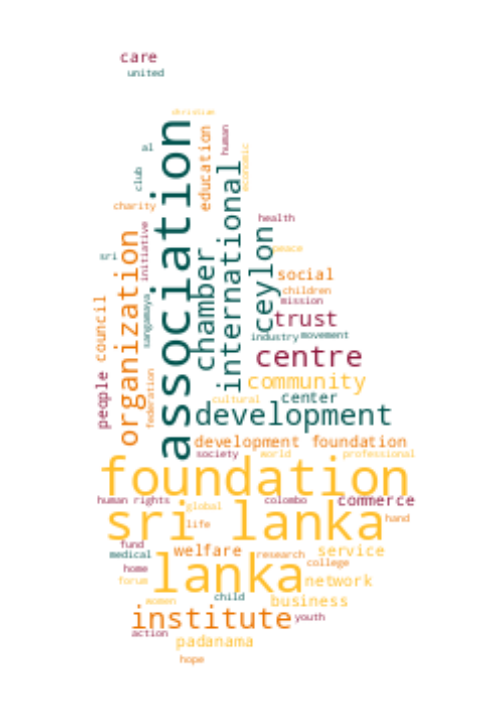 care
united
christian
association
al
education
human
economic
club
international
charity
health
initiative
ceylon
organization
chamber
peace
sri
social
children
sangamaya
mission
council
trust
industry
movement
centre
people
federation
community
cultural
center
development
development foundation
society
world
professional
foundation
human rights
colombo
commerce
global
sri lanka
hand
life
fund
medical
welfare
research
service
lanka
college
home
forum
network
women
child
business
institute
youth
action
padanama
hope